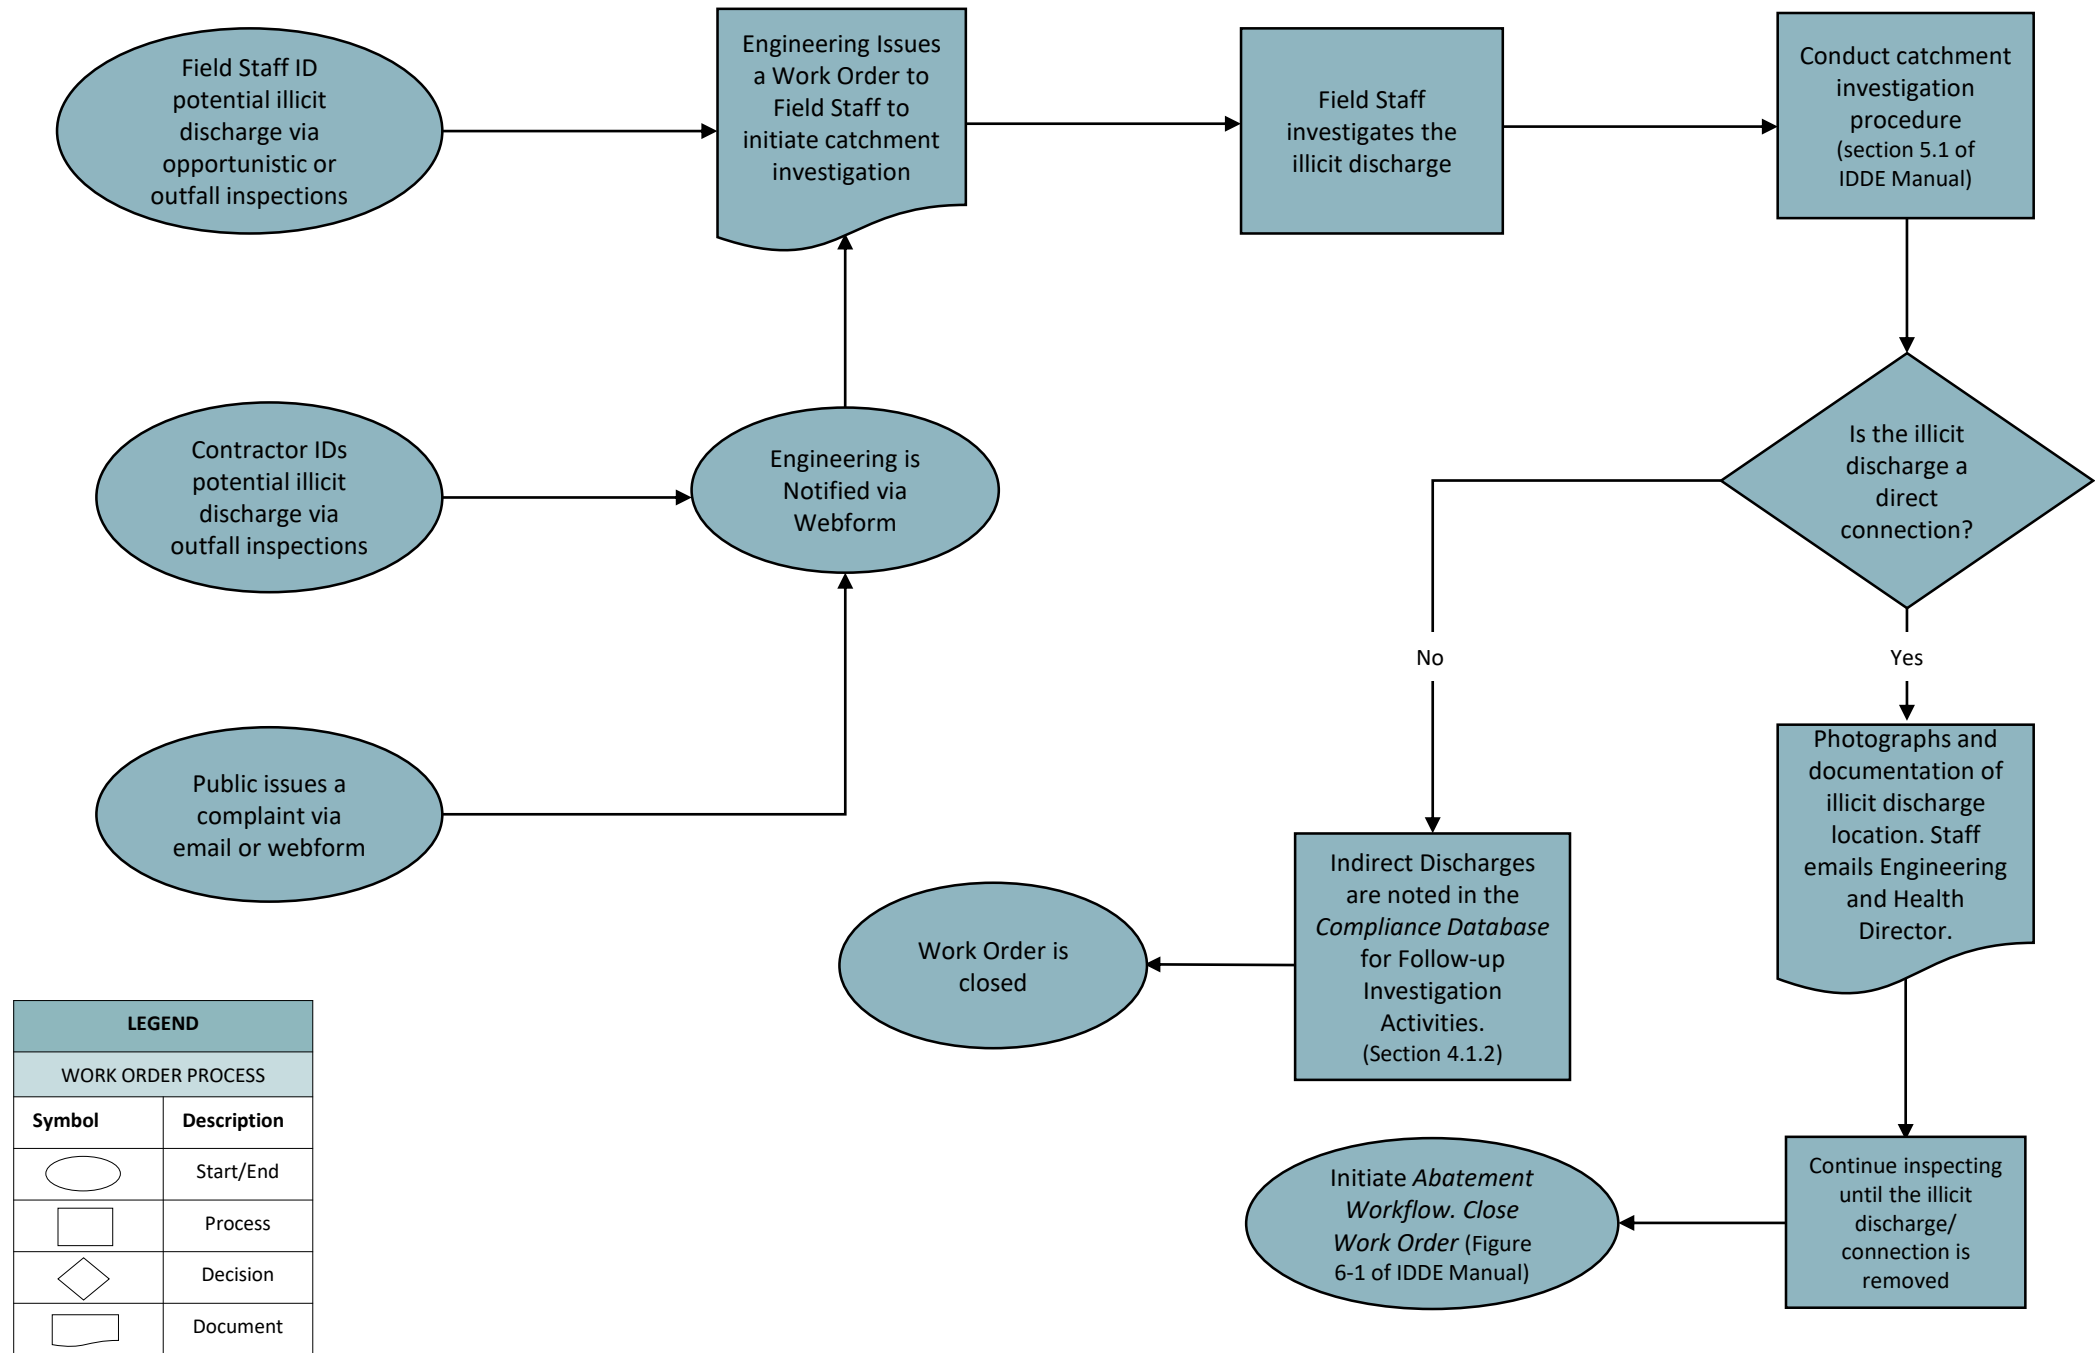 Field Staff ID
potential illicit
discharge via
opportunistic or
outfall inspections
Engineering Issues
a Work Order to
Field Staff to
initiate catchment
investigation
Field Staff
investigates the
illicit discharge
Conduct catchment
investigation
procedure
(section 5.1 of
IDDE Manual)
Contractor IDs
potential illicit
discharge via
outfall inspections
Engineering is
Notified via
Webform
Is the illicit
discharge a
direct
connection?
No
Yes
Public issues a
complaint via
email or webform
Photographs and
documentation of
illicit discharge
location. Staff
emails Engineering
and Health
Director.
Indirect Discharges
are noted in the
Compliance Database
for Follow-up
Investigation
Activities.
(Section 4.1.2)
Work Order is
closed
Continue inspecting
until the illicit
discharge/
connection is
removed
Initiate Abatement
Workflow. Close
Work Order (Figure
6-1 of IDDE Manual)
LEGEND
WORK ORDER PROCESS
Symbol Description
Start/End
Process
Decision
Document